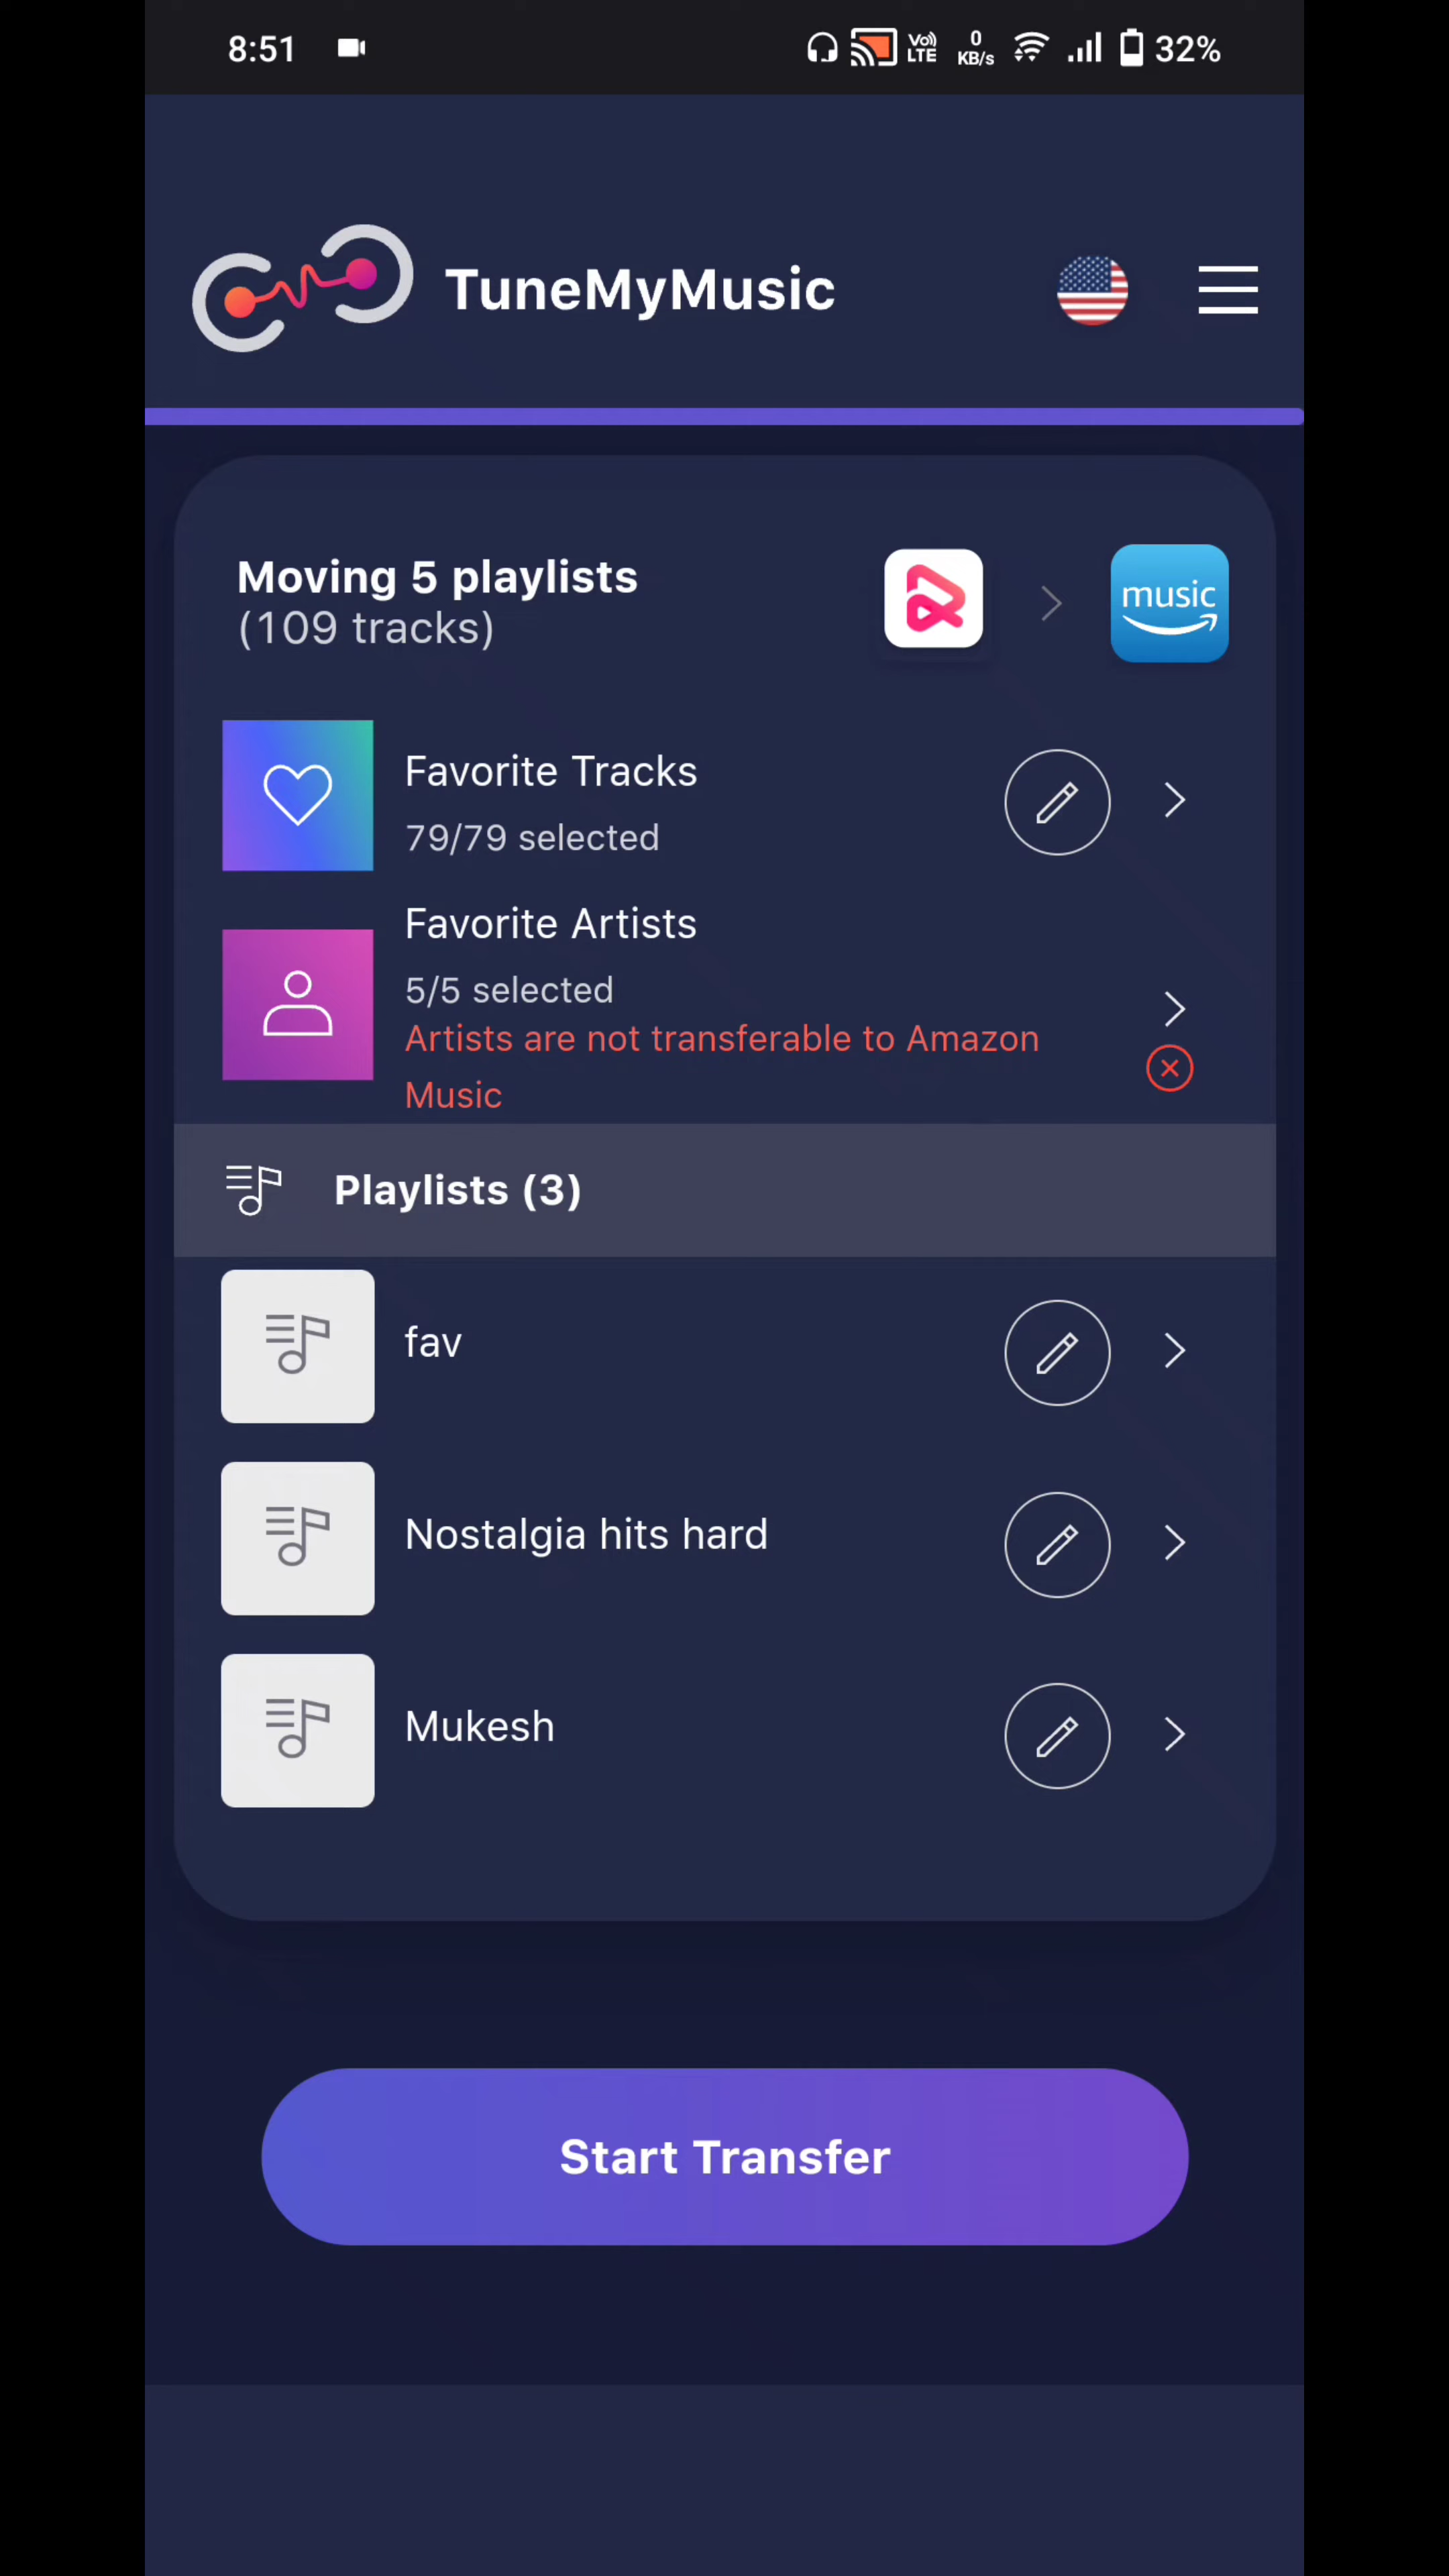 8:51
Vo) LTE 0 KB/s 32%
TuneMyMusic
Moving 5 playlists
(109 tracks)
music
Favorite Tracks
79/79 selected
Favorite Artists
5/5 selected
Artists are not transferable to Amazon
Music
Playlists (3)
fav
Nostalgia hits hard
Mukesh
Start Transfer